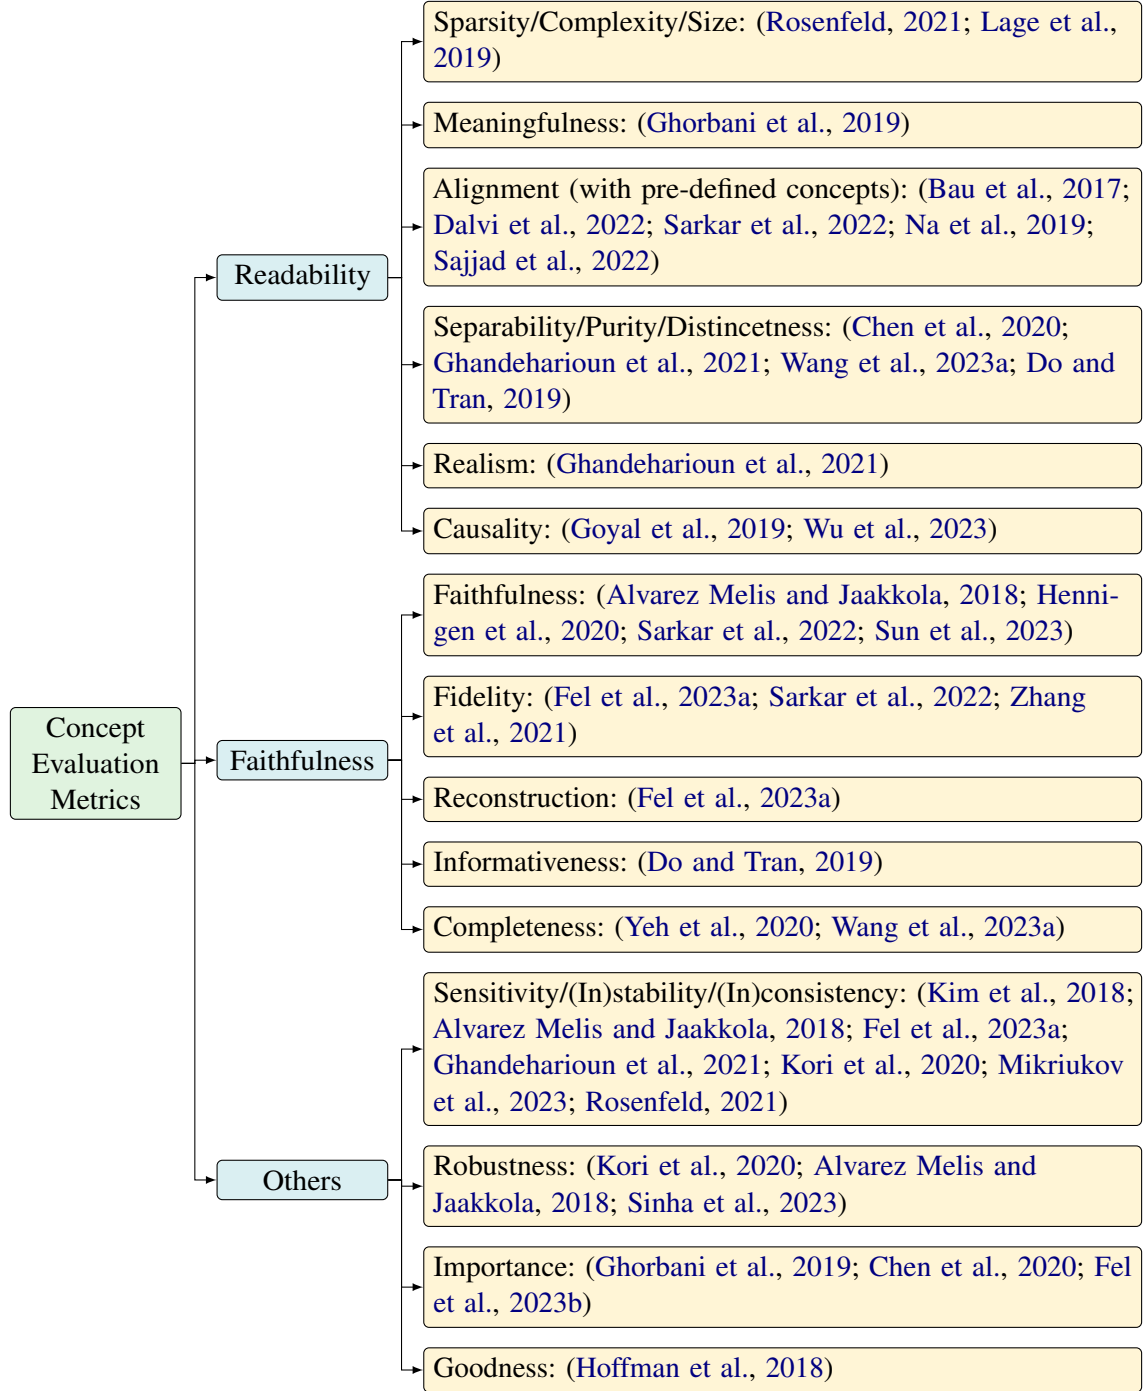 Sparsity/Complexity/Size: (Rosenfeld, 2021; Lage et al.,
2019)
Meaningfulness: (Ghorbani et al., 2019)
Alignment (with pre-defined concepts): (Bau et al., 2017;
Dalvi et al., 2022; Sarkar et al., 2022; Na et al., 2019;
Sajjad et al., 2022)
Readability
Separability/Purity/Distincetness: (Chen et al., 2020;
Ghandeharioun et al., 2021; Wang et al., 2023a; Do and
Tran, 2019)
Realism: (Ghandeharioun et al., 2021)
Causality: (Goyal et al., 2019; Wu et al., 2023)
Faithfulness: (Alvarez Melis and Jaakkola, 2018; Henni-
gen et al., 2020; Sarkar et al., 2022; Sun et al., 2023)
Fidelity: (Fel et al., 2023a; Sarkar et al., 2022; Zhang
et al., 2021)
Concept
Evaluation
Metrics
Faithfulness
Reconstruction: (Fel et al., 2023a)
Informativeness: (Do and Tran, 2019)
Completeness: (Yeh et al., 2020; Wang et al., 2023a)
Sensitivity/(In)stability/(In)consistency: (Kim et al., 2018;
Alvarez Melis and Jaakkola, 2018; Fel et al., 2023a;
Ghandeharioun et al., 2021; Kori et al., 2020; Mikriukov
et al., 2023; Rosenfeld, 2021)
Others
Robustness: (Kori et al., 2020; Alvarez Melis and
Jaakkola, 2018; Sinha et al., 2023)
Importance: (Ghorbani et al., 2019; Chen et al., 2020; Fel
et al., 2023b)
Goodness: (Hoffman et al., 2018)